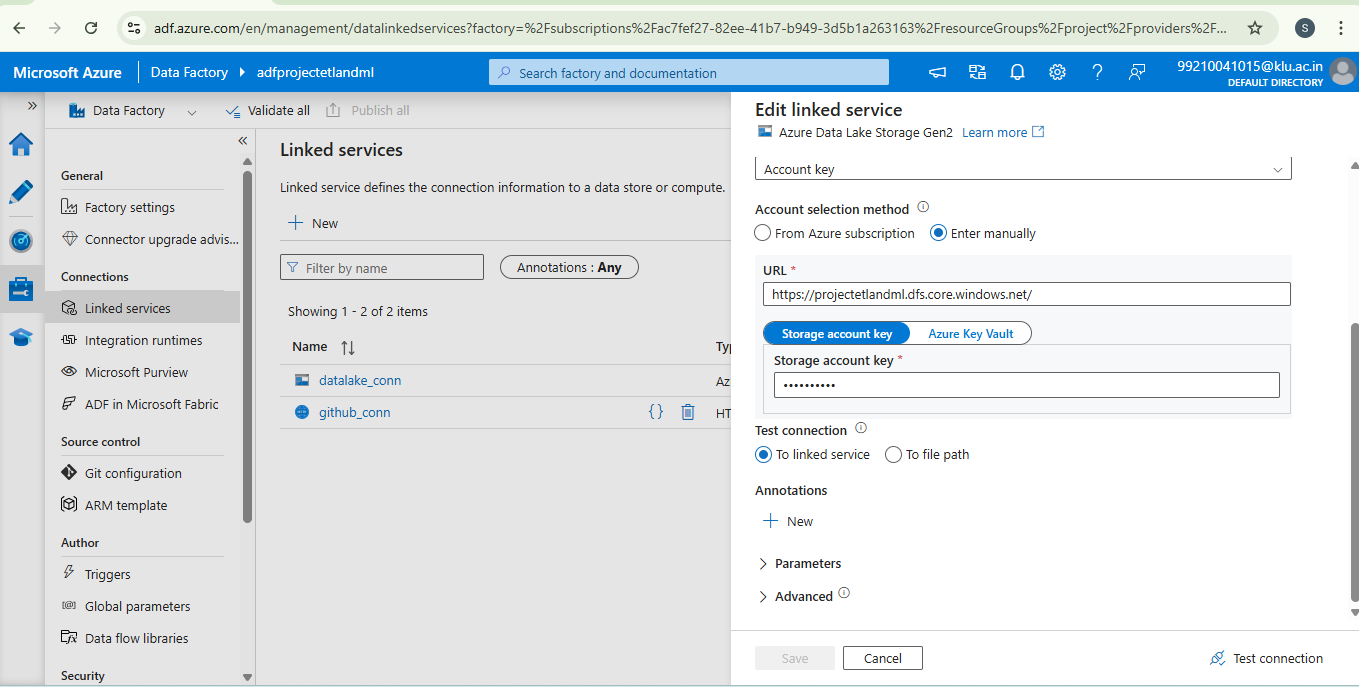 adf.azure.com/en/management/datalinkedservices?factory=%2Fsubscriptions%2Fac7fef27-82ee-41b7-b949-3d5b1a263163%2FresourceGroups%2Fproject%2Fproviders%2F...
S
Microsoft Azure
Data Factory
adfprojectetlandml
Search factory and documentation
99210041015@klu.ac.in
DEFAULT DIRECTORY
Data Factory
Validate all
Publish all
General
Factory settings
Connector upgrade advis...
Connections
Linked services
Integration runtimes
Microsoft Purview
ADF in Microsoft Fabric
Source control
Git configuration
ARM template
Author
Triggers
Global parameters
Data flow libraries
Security
Linked services
Linked service defines the connection information to a data store or compute.
New
Filter by name
Annotations : Any
Showing 1 - 2 of 2 items
Name Typ
datalake_conn Az
github_conn {} HT
Edit linked service
Azure Data Lake Storage Gen2 Learn more
Account key
Account selection method
From Azure subscription Enter manually
URL *
https://projectetlandml.dfs.core.windows.net/
Storage account key Azure Key Vault
Storage account key *
••••••••••
Test connection
To linked service To file path
Annotations
New
Parameters
Advanced
Save Cancel Test connection